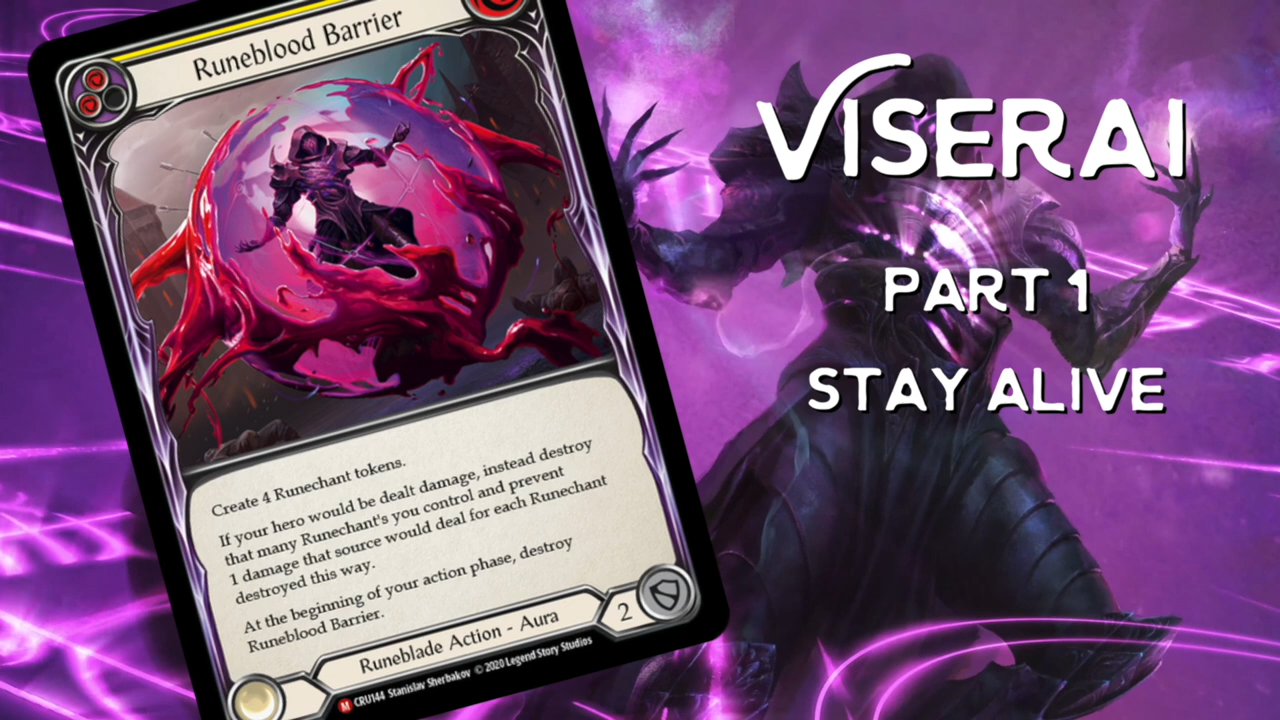 Runeblood Barrier
VISERAI
PART 1
STAY ALIVE
Create 4 Runechant tokens.
If your hero would be dealt damage, instead destroy
that many Runechant's you control and prevent
1 damage that source would deal for each Runechant
destroyed this way.
At the beginning of your action phase, destroy
Runeblood Barrier.
Runeblade Action - Aura
2
M CRU144 Stanislav Sherbakov © 2020 Legend Story Studios